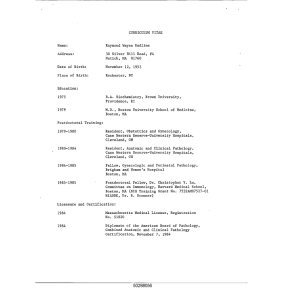 CURRICULUM VITAE
Name: Raymond Wayne Redline
Address: 36 Silver Hill Road, #4
Natick, MA 01760
Date of Birth: November 12, 1953
Place of Birth: Rochester, NY
Education:
1975 B.A. Biochemistry, Brown University,
Providence, RI
1979 M.D., Boston University School of Medicine,
Boston, MA
Postdoctoral Training:
1979-1980 Resident, Obstetrics and Gynecology,
Case Western Reserve-University Hospitals,
Cleveland, OH
1980-1984 Resident, Anatomic and Clinical Pathology,
Case Western Reserve-University Hospitals,
Cleveland, OH
1984-1985 Fellow, Gynecologic and Perinatal Pathology,
Brigham and Women's Hospital
Boston, MA
Postdoctoral Fellow, Dr. Christopher Y. Lu,
Committee on Immunology, Harvard Medical School,
Boston, MA
Licensure and Certification:
1984 Massachusetts Medical License, Registration
1984 Diplomate of the American Board of Pathology,
Combined Anatomic and Clinical Pathology
Certification, November 7, 1984